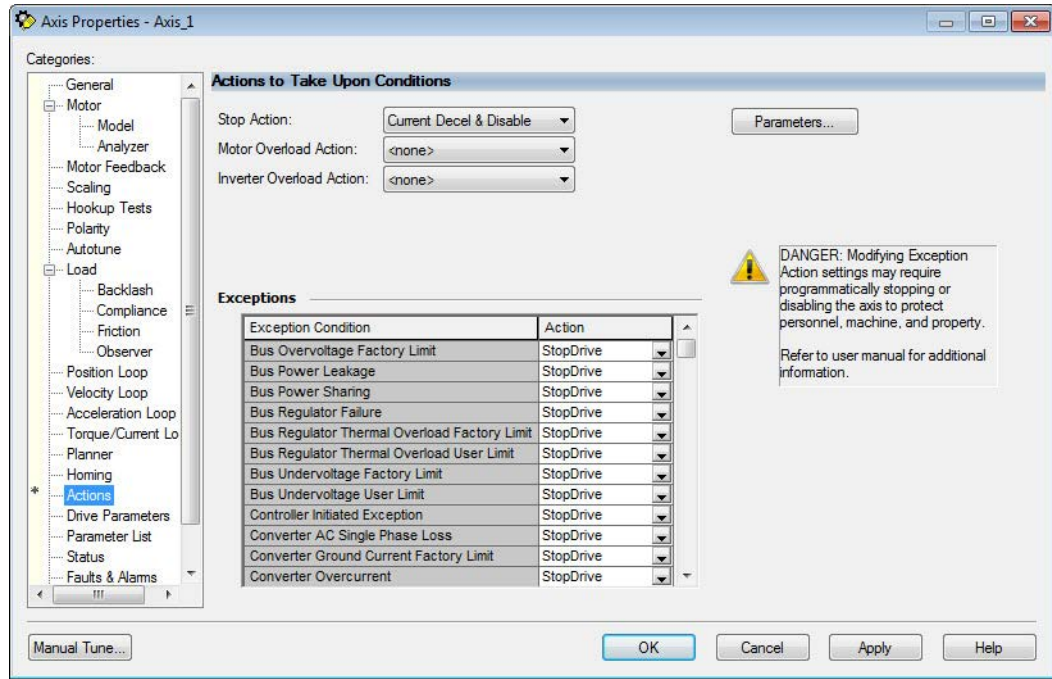 Axis Properties - Axis_1
Categories:
General
Motor
Model
Analyzer
Motor Feedback
Scaling
Hookup Tests
Polarity
Autotune
Load
Backlash
Compliance
Friction
Observer
Position Loop
Velocity Loop
Acceleration Loop
Torque/Current Lo
Planner
Homing
* Actions
Drive Parameters
Parameter List
Status
Faults & Alarms
Actions to Take Upon Conditions
Stop Action: Current Decel & Disable
Parameters...
Motor Overload Action: <none>
Inverter Overload Action: <none>
DANGER: Modifying Exception
Action settings may require
programmatically stopping or
disabling the axis to protect
personnel, machine, and property.
Refer to user manual for additional
information.
Exceptions
Exception Condition Action
Bus Overvoltage Factory Limit StopDrive
Bus Power Leakage StopDrive
Bus Power Sharing StopDrive
Bus Regulator Failure StopDrive
Bus Regulator Thermal Overload Factory Limit StopDrive
Bus Regulator Thermal Overload User Limit StopDrive
Bus Undervoltage Factory Limit StopDrive
Bus Undervoltage User Limit StopDrive
Controller Initiated Exception StopDrive
Converter AC Single Phase Loss StopDrive
Converter Ground Current Factory Limit StopDrive
Converter Overcurrent StopDrive
Manual Tune... OK Cancel Apply Help